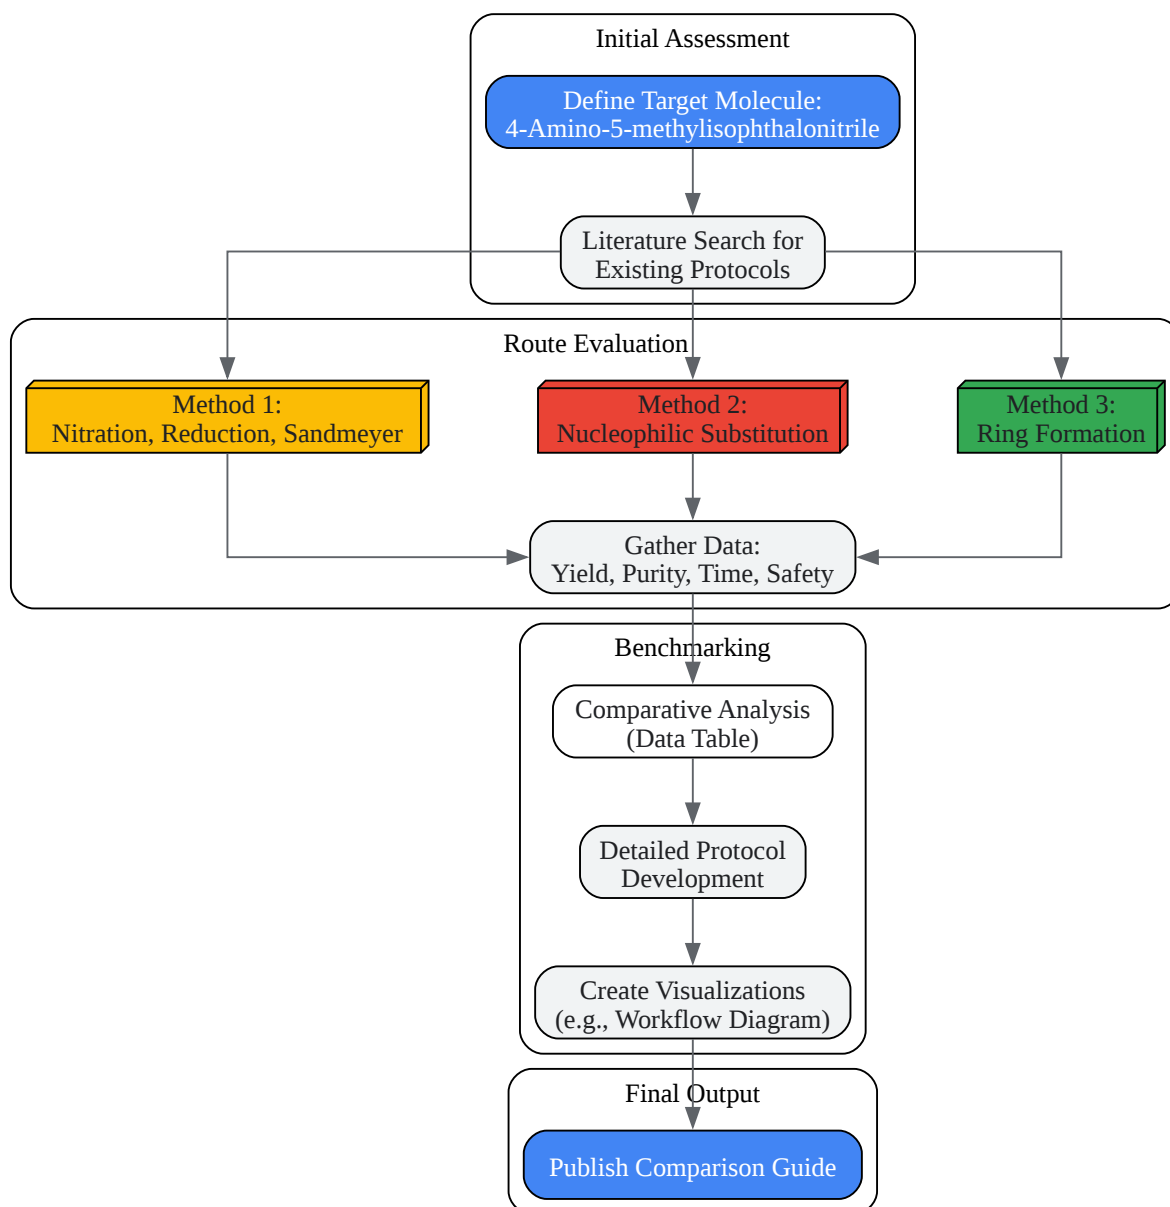 Initial Assessment
Define Target Molecule:
4-Amino-5-methylisophthalonitrile
Literature Search for
Existing Protocols
Route Evaluation
Method 1:
Nitration, Reduction, Sandmeyer
Method 2:
Nucleophilic Substitution
Method 3:
Ring Formation
Gather Data:
Yield, Purity, Time, Safety
Benchmarking
Comparative Analysis
(Data Table)
Detailed Protocol
Development
Create Visualizations
(e.g., Workflow Diagram)
Final Output
Publish Comparison Guide